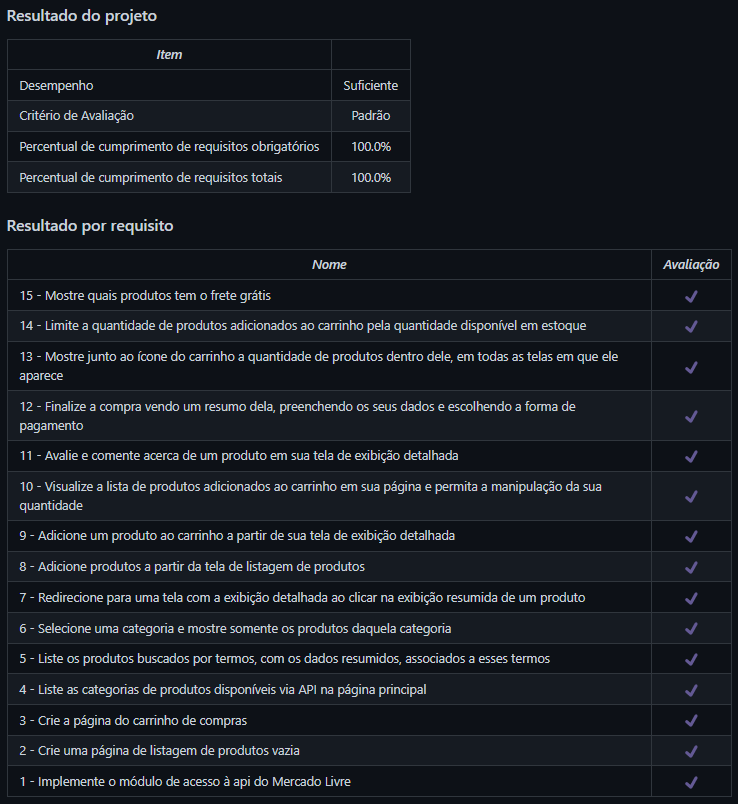 Resultado do projeto
Item
Desempenho Suficiente
Critério de Avaliação Padrão
Percentual de cumprimento de requisitos obrigatórios 100.0%
Percentual de cumprimento de requisitos totais 100.0%
Resultado por requisito
Nome Avaliação
15 - Mostre quais produtos tem o frete grátis ✔
14 - Limite a quantidade de produtos adicionados ao carrinho pela quantidade disponível em estoque ✔
13 - Mostre junto ao ícone do carrinho a quantidade de produtos dentro dele, em todas as telas em que ele
aparece ✔
12 - Finalize a compra vendo um resumo dela, preenchendo os seus dados e escolhendo a forma de
pagamento ✔
11 - Avalie e comente acerca de um produto em sua tela de exibição detalhada ✔
10 - Visualize a lista de produtos adicionados ao carrinho em sua página e permita a manipulação da sua
quantidade ✔
9 - Adicione um produto ao carrinho a partir de sua tela de exibição detalhada ✔
8 - Adicione produtos a partir da tela de listagem de produtos ✔
7 - Redirecione para uma tela com a exibição detalhada ao clicar na exibição resumida de um produto ✔
6 - Selecione uma categoria e mostre somente os produtos daquela categoria ✔
5 - Liste os produtos buscados por termos, com os dados resumidos, associados a esses termos ✔
4 - Liste as categorias de produtos disponíveis via API na página principal ✔
3 - Crie a página do carrinho de compras ✔
2 - Crie uma página de listagem de produtos vazia ✔
1 - Implemente o módulo de acesso à api do Mercado Livre ✔